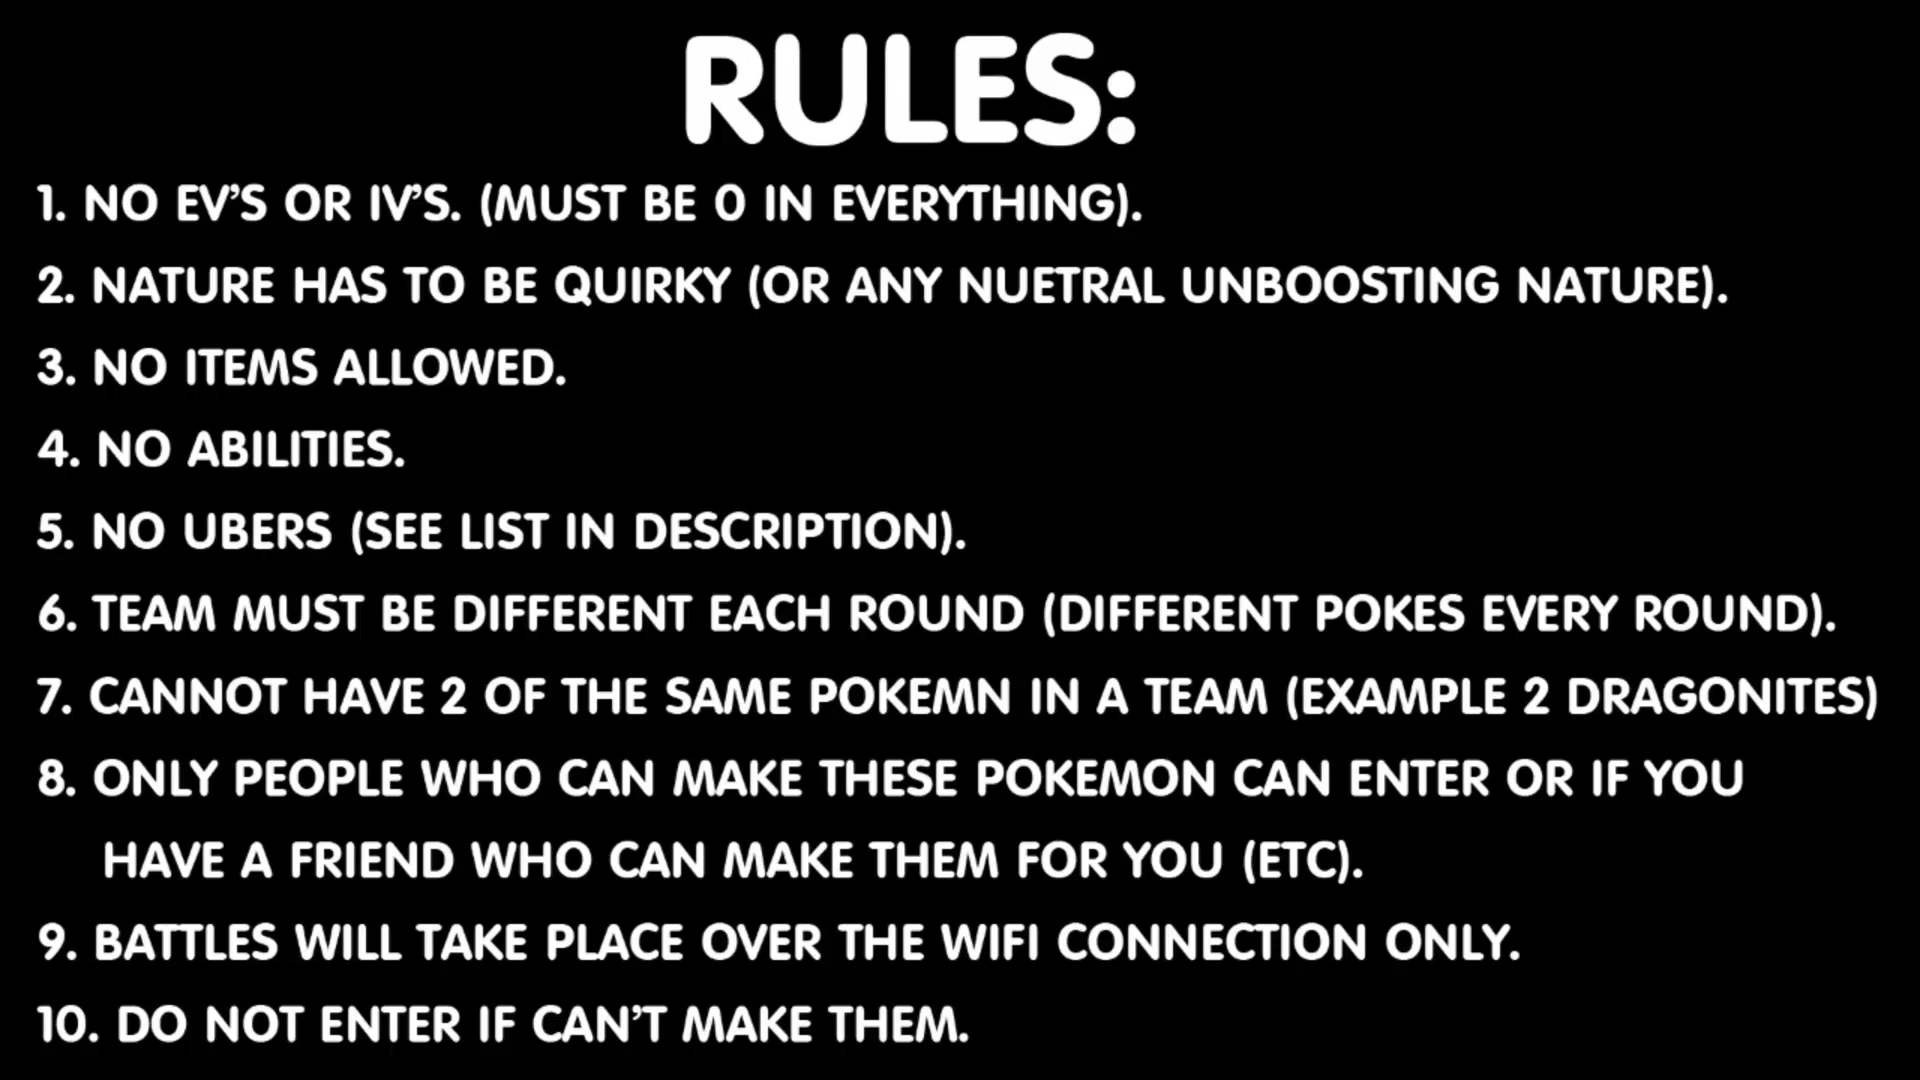 RULES:
1. NO EV'S OR IV'S. (MUST BE 0 IN EVERYTHING).
2. NATURE HAS TO BE QUIRKY (OR ANY NUETRAL UNBOOSTING NATURE).
3. NO ITEMS ALLOWED.
4. NO ABILITIES.
5. NO UBERS (SEE LIST IN DESCRIPTION).
6. TEAM MUST BE DIFFERENT EACH ROUND (DIFFERENT POKES EVERY ROUND).
7. CANNOT HAVE 2 OF THE SAME POKEMN IN A TEAM (EXAMPLE 2 DRAGONITES)
8. ONLY PEOPLE WHO CAN MAKE THESE POKEMON CAN ENTER OR IF YOU
HAVE A FRIEND WHO CAN MAKE THEM FOR YOU (ETC).
9. BATTLES WILL TAKE PLACE OVER THE WIFI CONNECTION ONLY.
10. DO NOT ENTER IF CAN'T MAKE THEM.